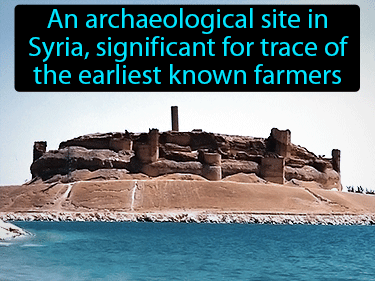 An archaeological site in
Syria, significant for trace of
the earliest known farmers